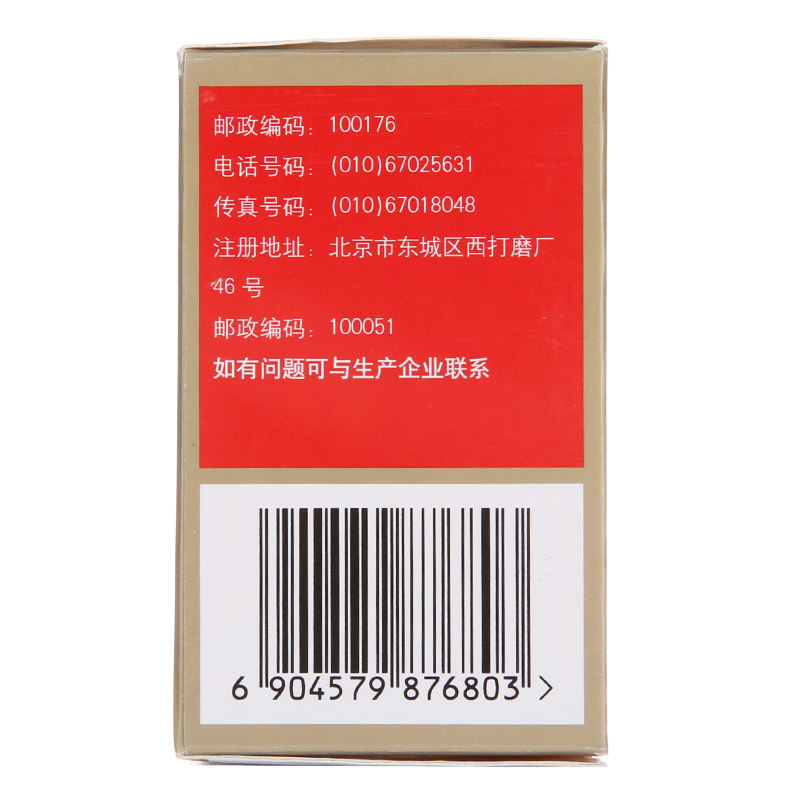 邮政编码：100176
电话号码：(010)67025631
传真号码：(010)67018048
注册地址：北京市东城区西打磨厂
46 号
邮政编码：100051
如有问题可与生产企业联系
6 904579 876803 >